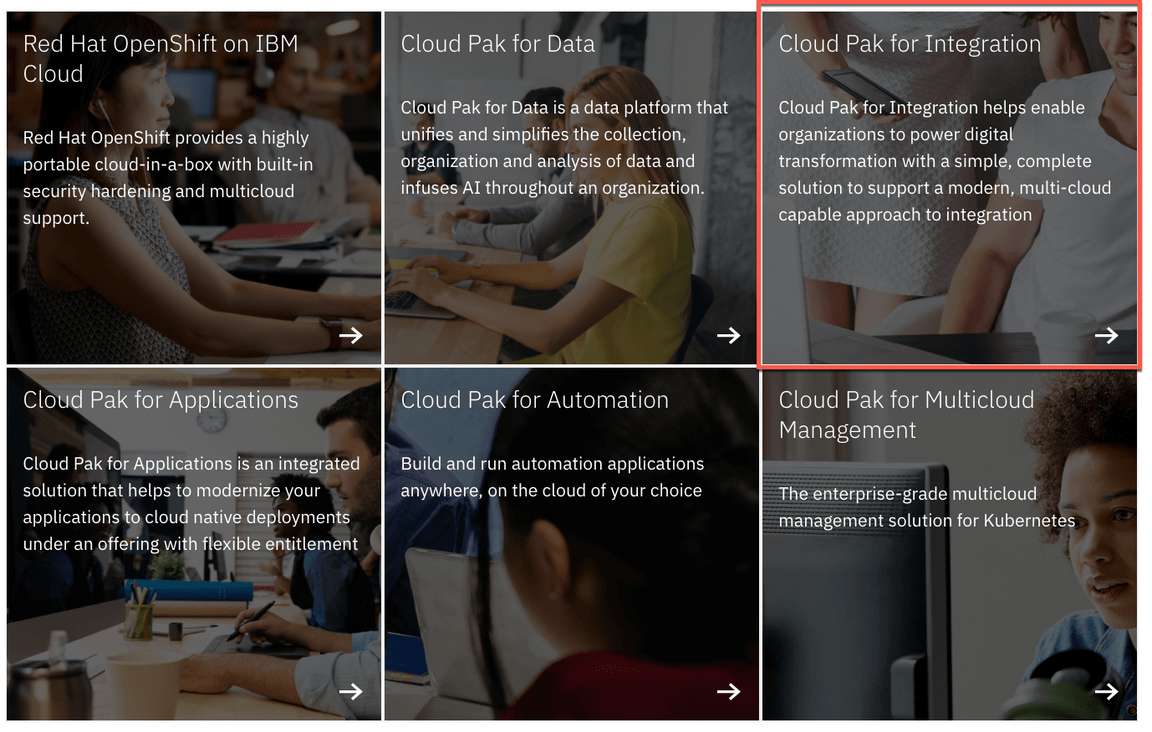 Red Hat OpenShift on IBM
Cloud
Red Hat OpenShift provides a highly
portable cloud-in-a-box with built-in
security hardening and multicloud
support.
Cloud Pak for Data
Cloud Pak for Data is a data platform that
unifies and simplifies the collection,
organization and analysis of data and
infuses AI throughout an organization.
Cloud Pak for Integration
Cloud Pak for Integration helps enable
organizations to power digital
transformation with a simple, complete
solution to support a modern, multi-cloud
capable approach to integration
Cloud Pak for Applications
Cloud Pak for Applications is an integrated
solution that helps to modernize your
applications to cloud native deployments
under an offering with flexible entitlement
Cloud Pak for Automation
Build and run automation applications
anywhere, on the cloud of your choice
Cloud Pak for Multicloud
Management
The enterprise-grade multicloud
management solution for Kubernetes